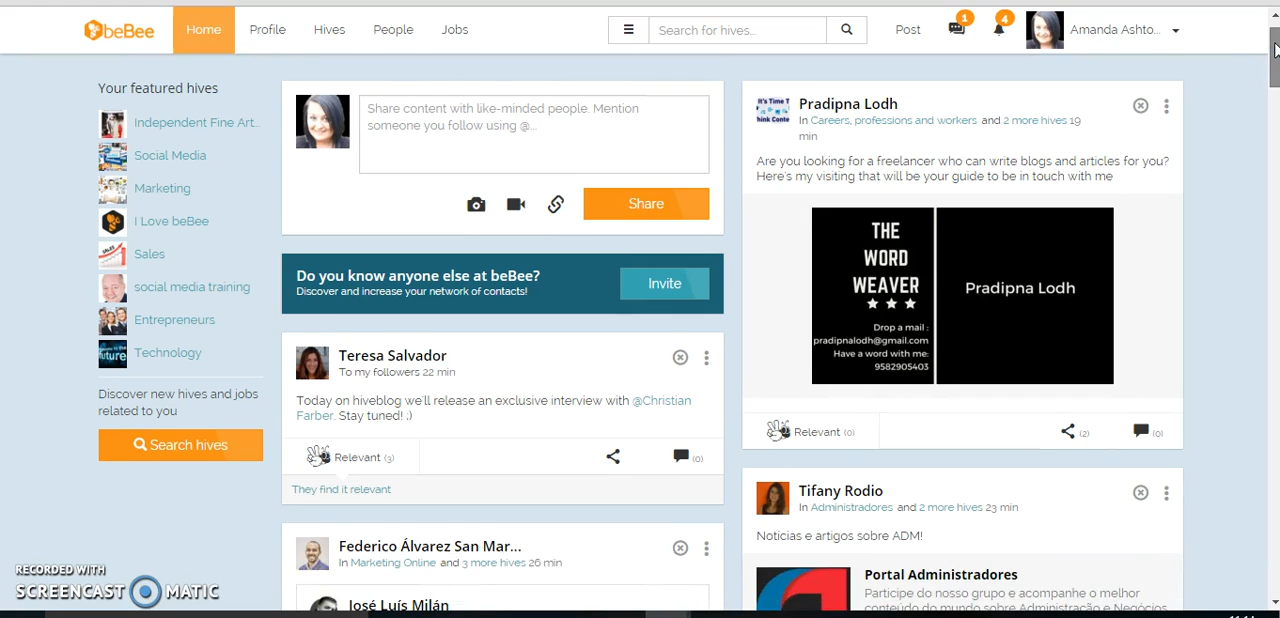 beBee
Home
Profile
Hives
People
Jobs
Search for hives...
Post
1
4
Amanda Ashto...
Your featured hives
Independent Fine Art...
Social Media
Marketing
I Love beBee
Sales
social media training
Entrepreneurs
Technology
Discover new hives and jobs
related to you
Search hives
Share content with like-minded people. Mention
someone you follow using @...
Share
Do you know anyone else at beBee?
Discover and increase your network of contacts!
Invite
Teresa Salvador
To my followers 22 min
Today on hiveblog we'll release an exclusive interview with @Christian
Farber. Stay tuned! ;)
Relevant (3)
(0)
They find it relevant
Federico Álvarez San Mar...
In Marketing Online and 3 more hives 26 min
José Luís Milán
Pradipna Lodh
In Careers, professions and workers and 2 more hives 19
min
Are you looking for a freelancer who can write blogs and articles for you?
Here's my visiting that will be your guide to be in touch with me
THE
WORD
WEAVER
Drop a mail :
pradipnalodh@gmail.com
Have a word with me:
9582905403
Pradipna Lodh
Relevant (0)
(2)
(0)
Tifany Rodio
In Administradores and 2 more hives 23 min
Noticias e artigos sobre ADM!
Portal Administradores
Participe do nosso grupo e acompanhe o melhor
conteúdo do mundo sobre Administração e Negócios
RECORDED WITH
SCREENCAST MATIC